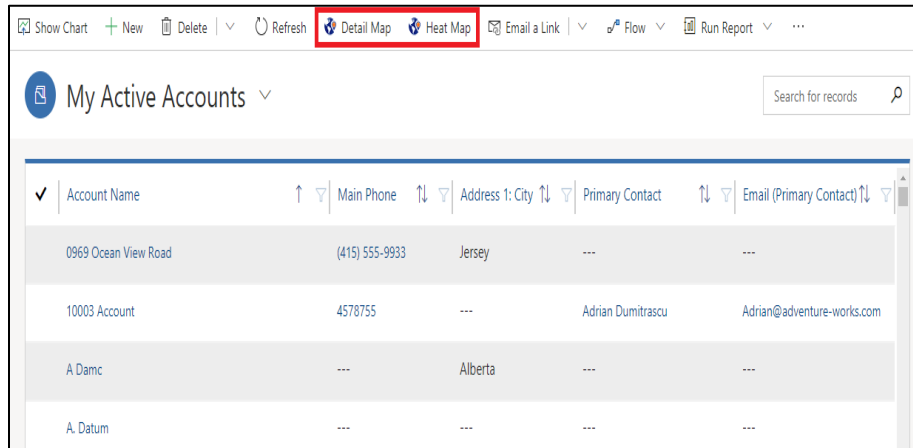 Show Chart New Delete Refresh Detail Map Heat Map Email a Link Flow Run Report ...
My Active Accounts
Search for records
Account Name Main Phone Address 1: City Primary Contact Email (Primary Contact)
0969 Ocean View Road (415) 555-9933 Jersey --- ---
10003 Account 4578755 --- Adrian Dumitrascu Adrian@adventure-works.com
A Damc --- Alberta --- ---
A. Datum --- --- --- ---